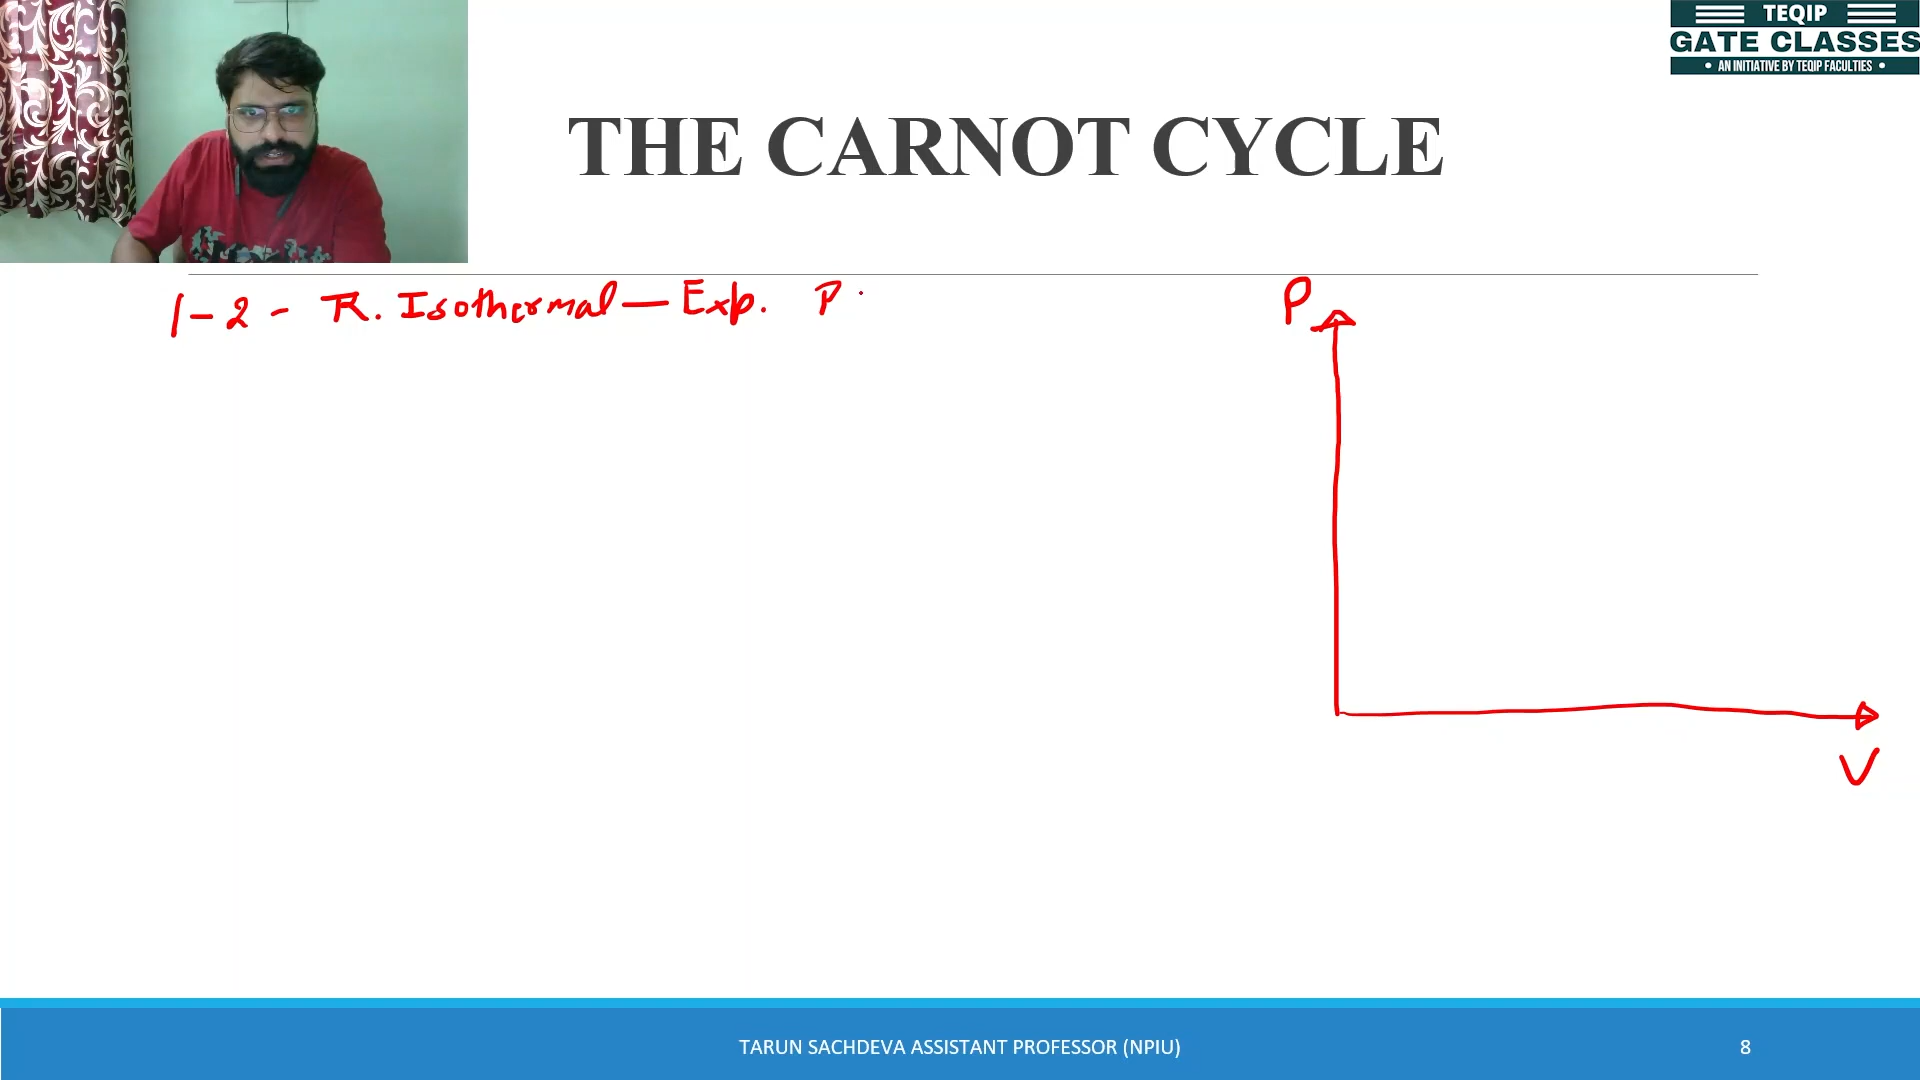 TEQIP
GATE CLASSES
• AN INITIATIVE BY TEQIP FACULTIES •
THE CARNOT CYCLE
1-2 - R. Isothermal — Exp. P
P
V
TARUN SACHDEVA ASSISTANT PROFESSOR (NPIU)
8